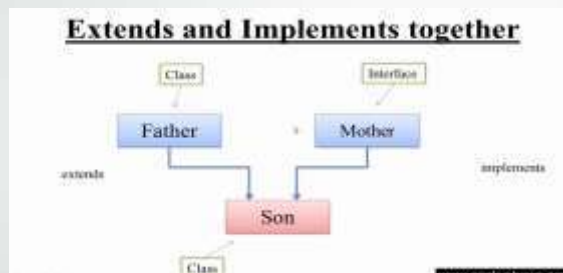 Extends and Implements together
Class
Interface
Father
Mother
extends
implements
Son
Class